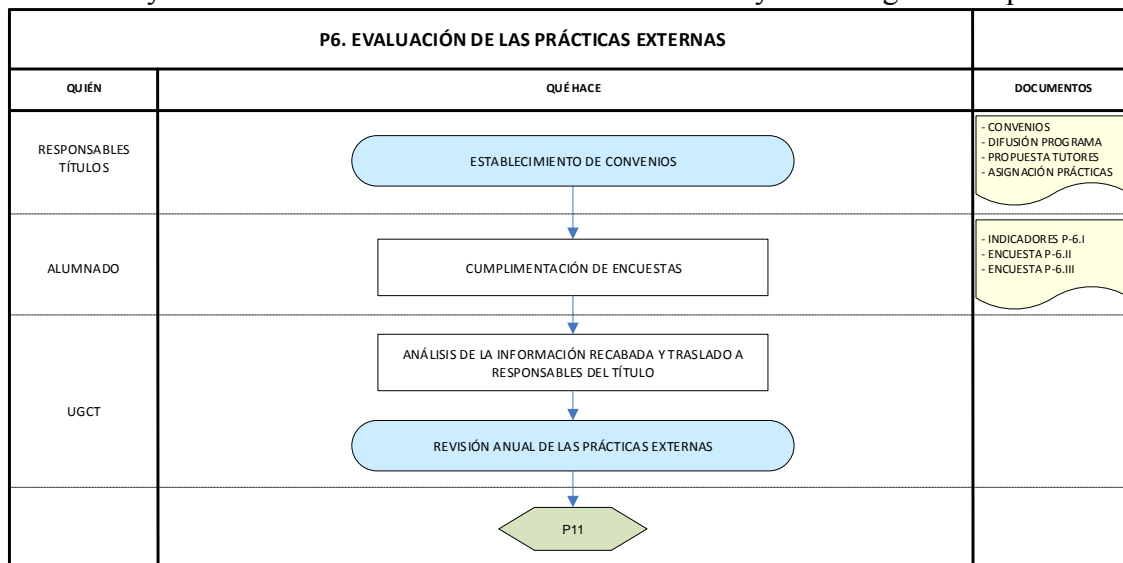 P6. EVALUACIÓN DE LAS PRÁCTICAS EXTERNAS
QUIÉN
QUÉ HACE
DOCUMENTOS
RESPONSABLES
TÍTULOS
ESTABLECIMIENTO DE CONVENIOS
- CONVENIOS
- DIFUSIÓN PROGRAMA
- PROPUESTA TUTORES
- ASIGNACIÓN PRÁCTICAS
ALUMNADO
CUMPLIMENTACIÓN DE ENCUESTAS
- INDICADORES P-6.I
- ENCUESTA P-6.II
- ENCUESTA P-6.III
UGCT
ANÁLISIS DE LA INFORMACIÓN RECABADA Y TRASLADO A
RESPONSABLES DEL TÍTULO
REVISIÓN ANUAL DE LAS PRÁCTICAS EXTERNAS
P11